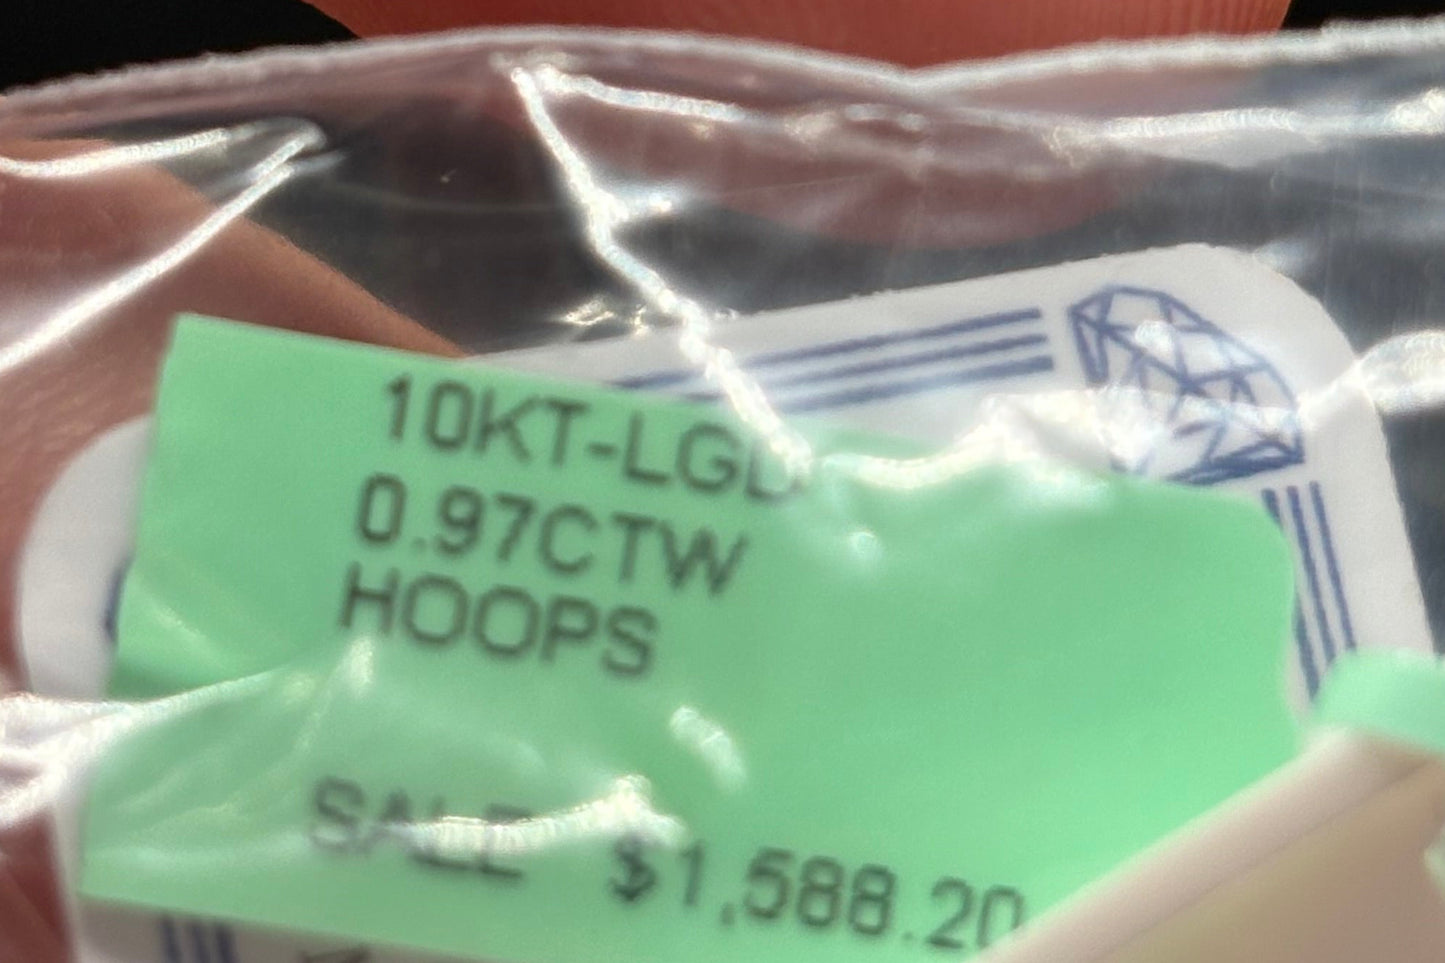 10KT-LGD
0.97CTW
HOOPS
SALE $1,588.20